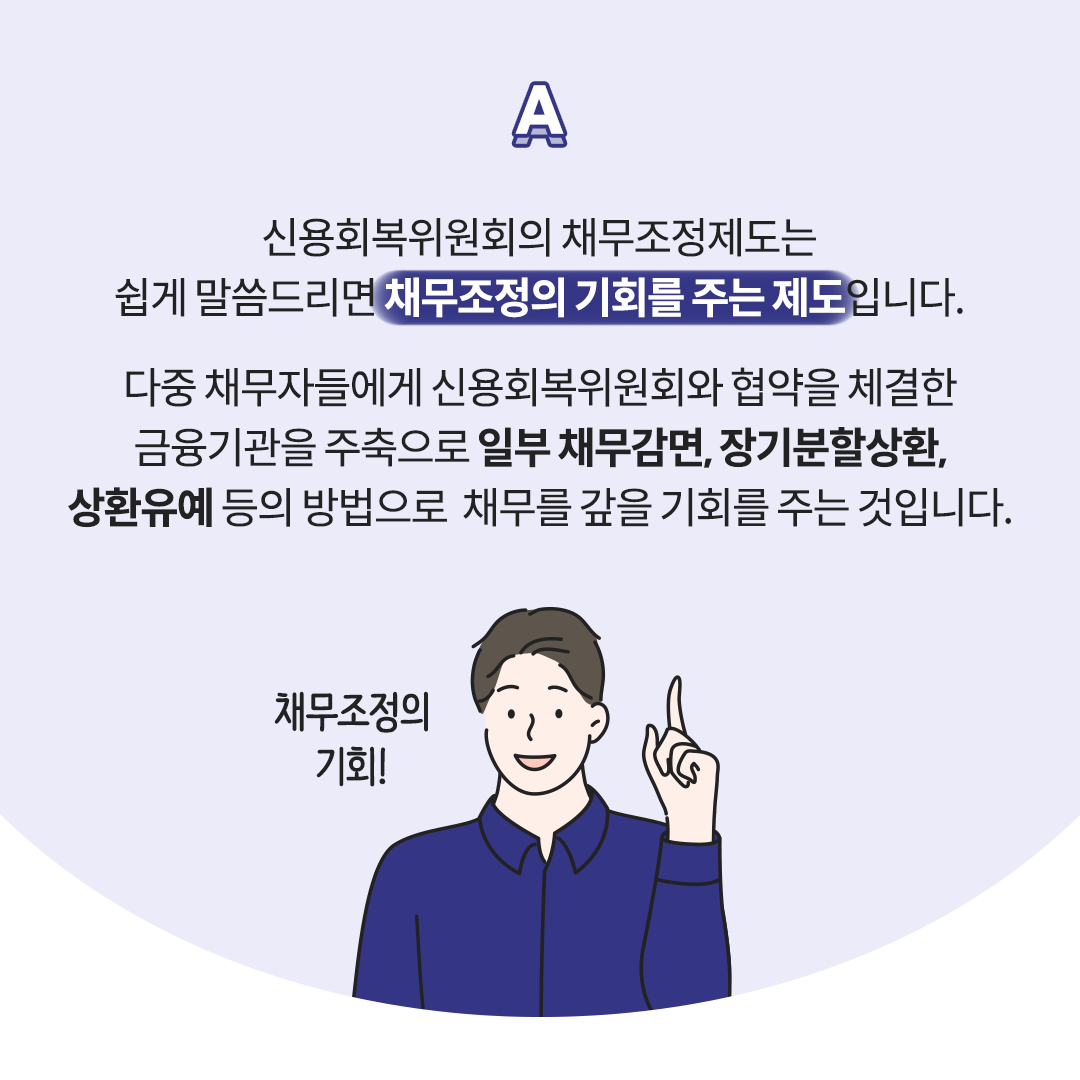 A
신용회복위원회의 채무조정제도는
쉽게 말씀드리면 채무조정의 기회를 주는 제도입니다.
다중 채무자들에게 신용회복위원회와 협약을 체결한
금융기관을 주축으로 일부 채무감면, 장기분할상환,
상환유예 등의 방법으로 채무를 갚을 기회를 주는 것입니다.
채무조정의
기회!